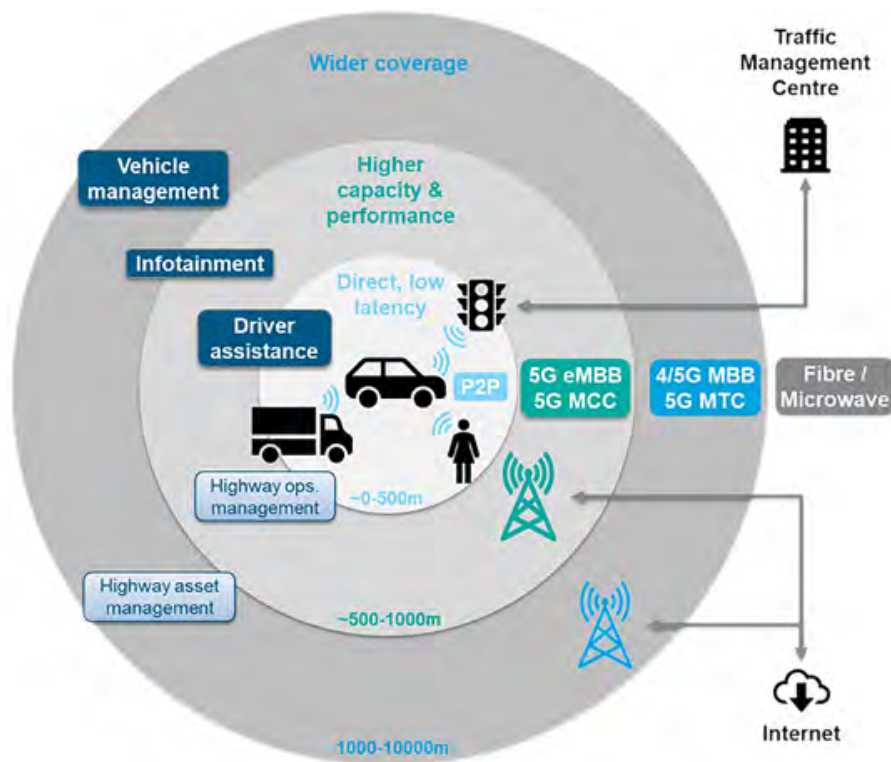 Traffic
Management
Centre
Wider coverage
Vehicle
management
Higher
capacity &
performance
Infotainment
Direct, low
latency
Driver
assistance
P2P
5G eMBB
5G MCC
4/5G MBB
5G MTC
Fibre /
Microwave
Highway ops.
management
~0-500m
Highway asset
management
~500-1000m
Internet
~1000-10000m